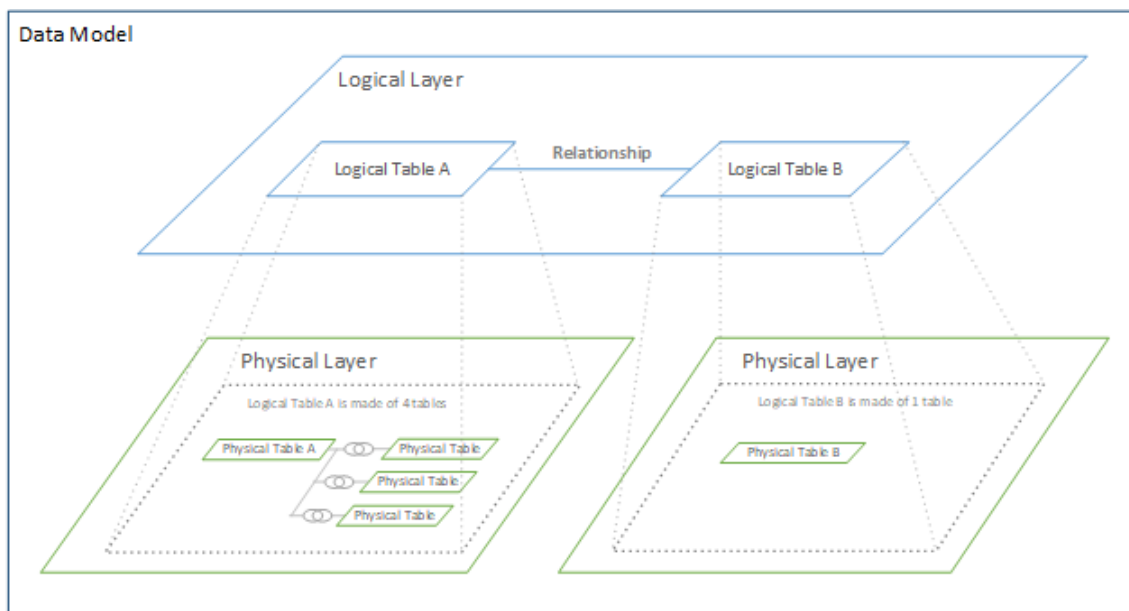 Data Model
Logical Layer
Relationship
Logical Table A
Logical Table B
Physical Layer
Logical Table A is made of 4 tables
Physical Table A
Physical Table
Physical Table
Physical Table
Physical Layer
Logical Table B is made of 1 table
Physical Table B